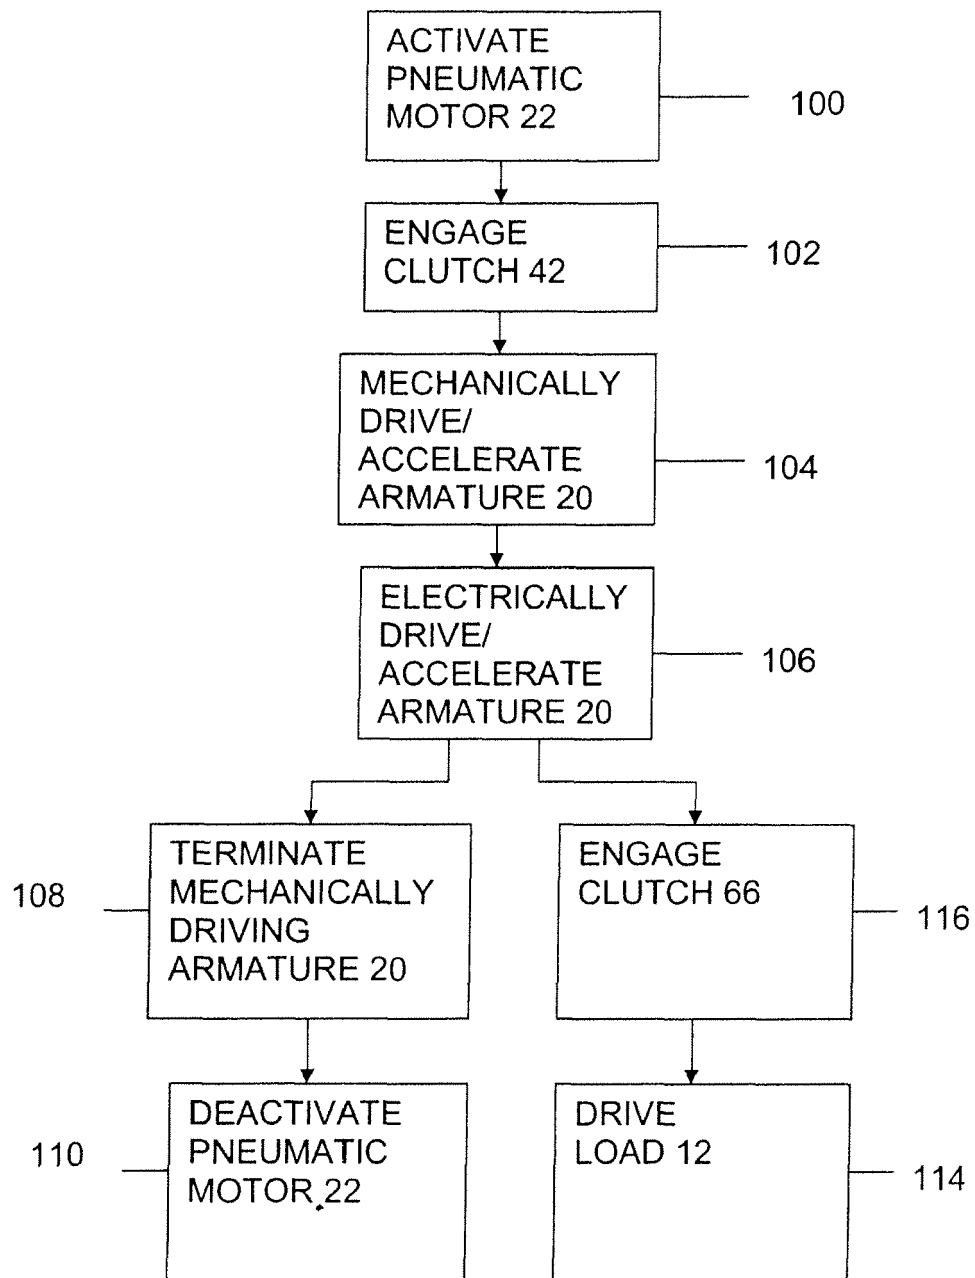 ACTIVATE
PNEUMATIC
MOTOR 22
100
ENGAGE
CLUTCH 42
102
MECHANICALLY
DRIVE/
ACCELERATE
ARMATURE 20
104
ELECTRICALLY
DRIVE/
ACCELERATE
ARMATURE 20
106
108
TERMINATE
MECHANICALLY
DRIVING
ARMATURE 20
ENGAGE
CLUTCH 66
116
110
DEACTIVATE
PNEUMATIC
MOTOR 22
DRIVE
LOAD 12
114